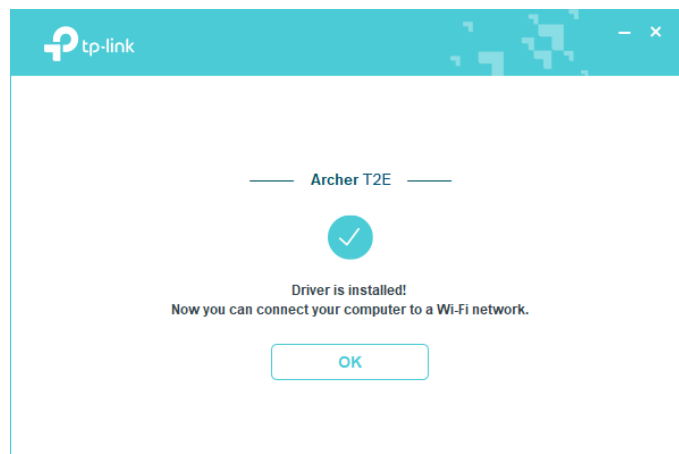 tp-link
Archer T2E
Driver is installed!
Now you can connect your computer to a Wi-Fi network.
OK